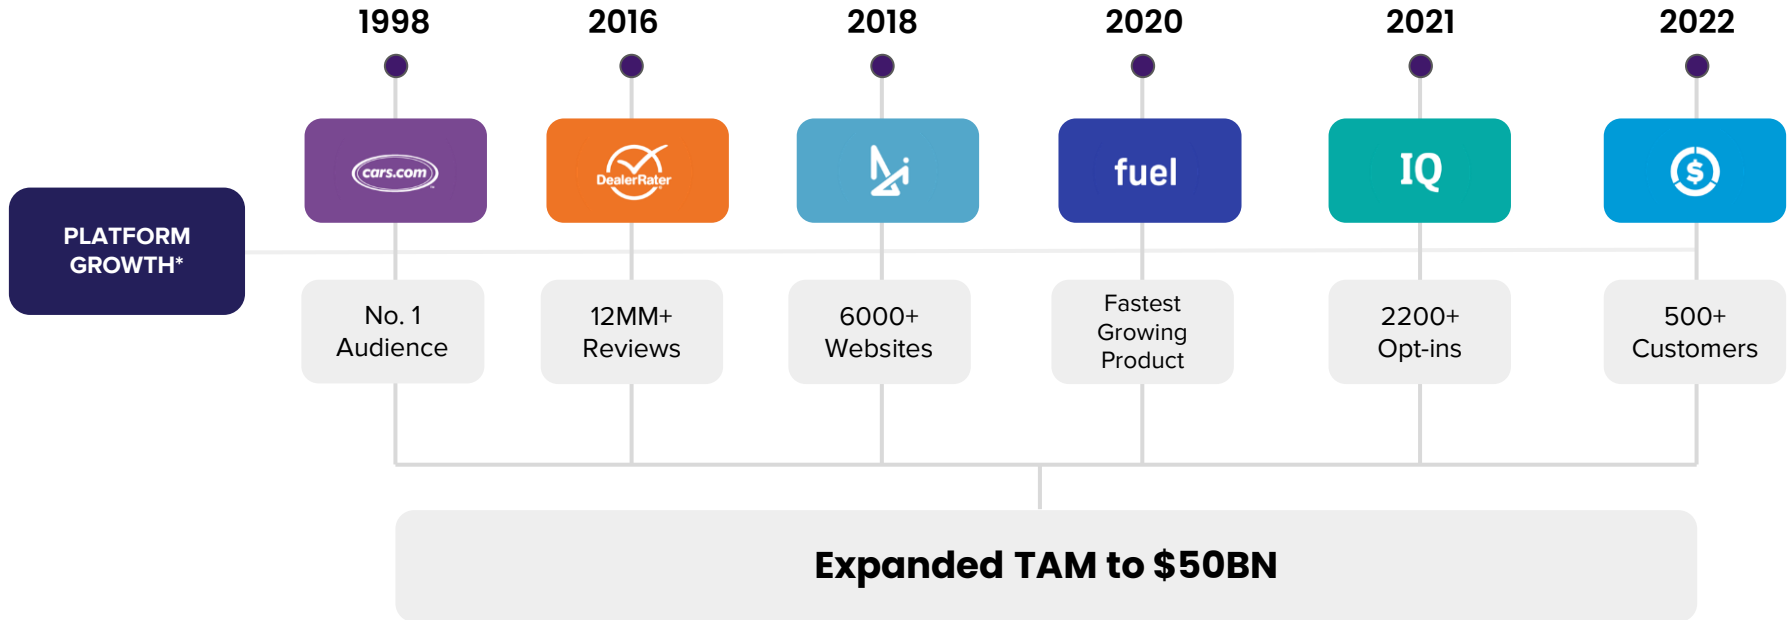 1998
2016
2018
2020
2021
2022
cars.com
DealerRater
Di
fuel
IQ
$
PLATFORM
GROWTH*
No. 1
Audience
12MM+
Reviews
6000+
Websites
Fastest
Growing
Product
2200+
Opt-ins
500+
Customers
Expanded TAM to $50BN